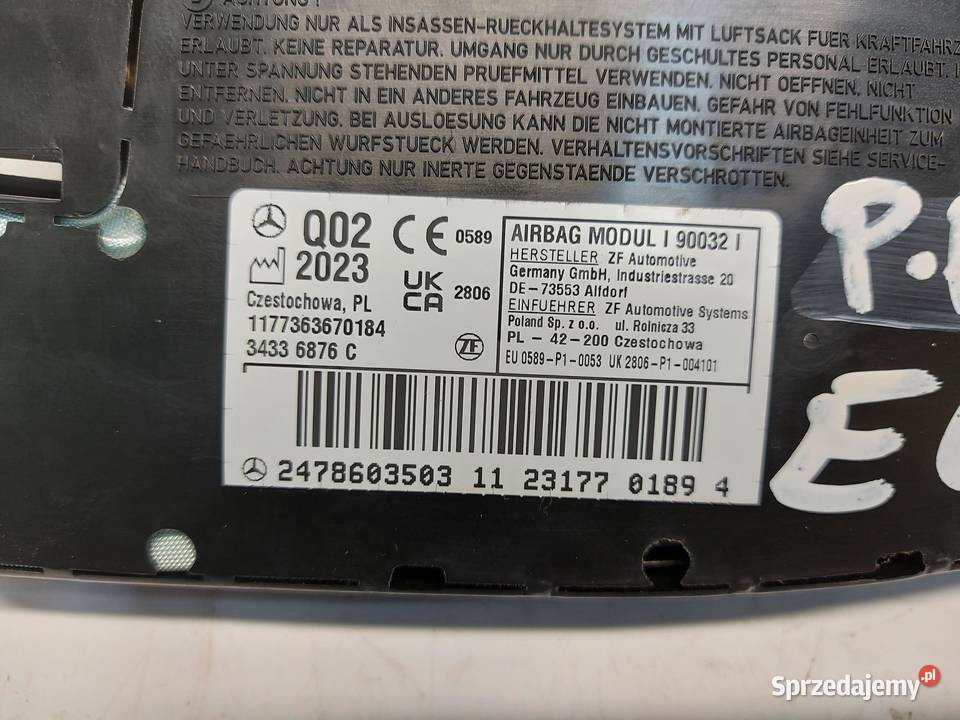 ACHTUNG !
VERWENDUNG NUR ALS INSASSEN-RUECKHALTESYSTEM MIT LUFTSACK FUER KRAFTFAHRZ
ERLAUBT. KEINE REPARATUR. UMGANG NUR DURCH GESCHULTES PERSONAL ERLAUBT.
UNTER SPANNUNG STEHENDEN PRUEFMITTEL VERWENDEN. NICHT OEFFNEN, NICHT
ENTFERNEN. NICHT IN EIN ANDERES FAHRZEUG EINBAUEN. GEFAHR VON FEHLFUNKTION
UND VERLETZUNG. BEI AUSLOESUNG KANN DIE NICHT MONTIERTE AIRBAGEINHEIT ZUM
GEFAEHRLICHEN WURFSTUECK WERDEN. VERHALTENSVORSCHRIFTEN SIEHE SERVICE-
HANDBUCH. ACHTUNG NUR INERTE GEGENSTAENDE VERSCHROTTEN.
Q02 CE 0589
2023 UKCA 2806
Czestochowa, PL
1177363670184
3433 6876 C ZF
AIRBAG MODUL I 90032 I
HERSTELLER ZF Automotive
Germany GmbH, Industriestrasse 20
DE-73553 Alfdorf
EINFUEHRER ZF Automotive Systems
Poland Sp. z o.o. ul. Rolnicza 33
PL - 42-200 Czestochowa
EU 0589-P1-0053 UK 2806-P1-004101
2478603503 11 23177 0189 4
P.
E
Sprzedajemy.pl